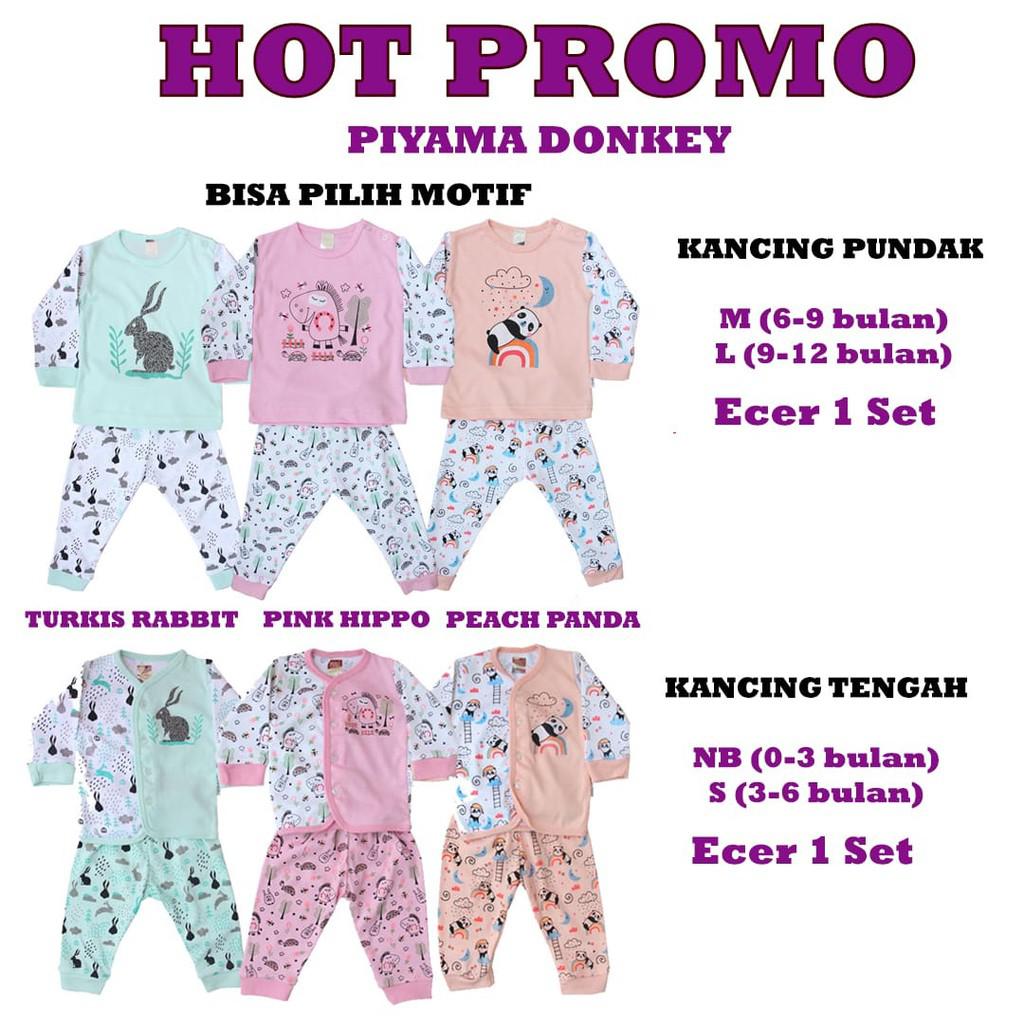 HOT PROMO
PIYAMA DONKEY
BISA PILIH MOTIF
KANCING PUNDAK
M (6-9 bulan)
L (9-12 bulan)
Ecer 1 Set
TURKIS RABBIT
PINK HIPPO
PEACH PANDA
KANCING TENGAH
NB (0-3 bulan)
S (3-6 bulan)
Ecer 1 Set